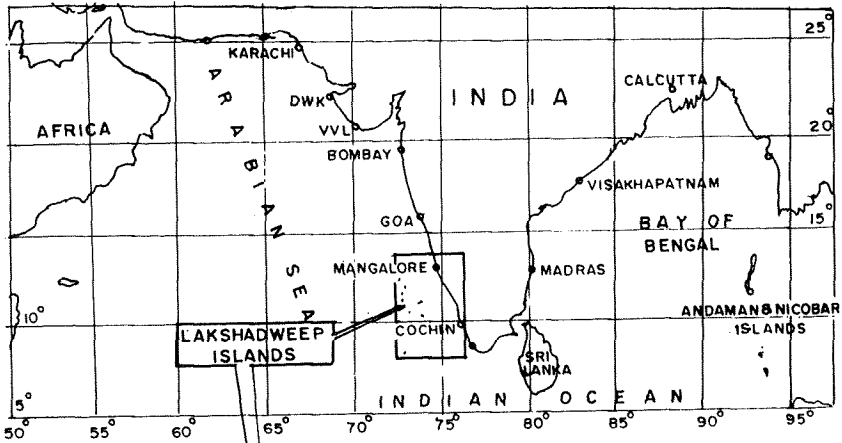 25°
KARACHI
CALCUTTA
DWK
INDIA
AFRICA
ARABIAN SEA
VVL
20°
BOMBAY
VISAKHAPATNAM
GOA
BAY OF
BENGAL
15°
MANGALORE
MADRAS
10°
ANDAMAN & NICOBAR
ISLANDS
LAKSHADWEEP
ISLANDS
COCHIN
SRI
LANKA
5°
INDIAN OCEAN
50° 55° 60° 65° 70° 75° 80° 85° 90° 95°